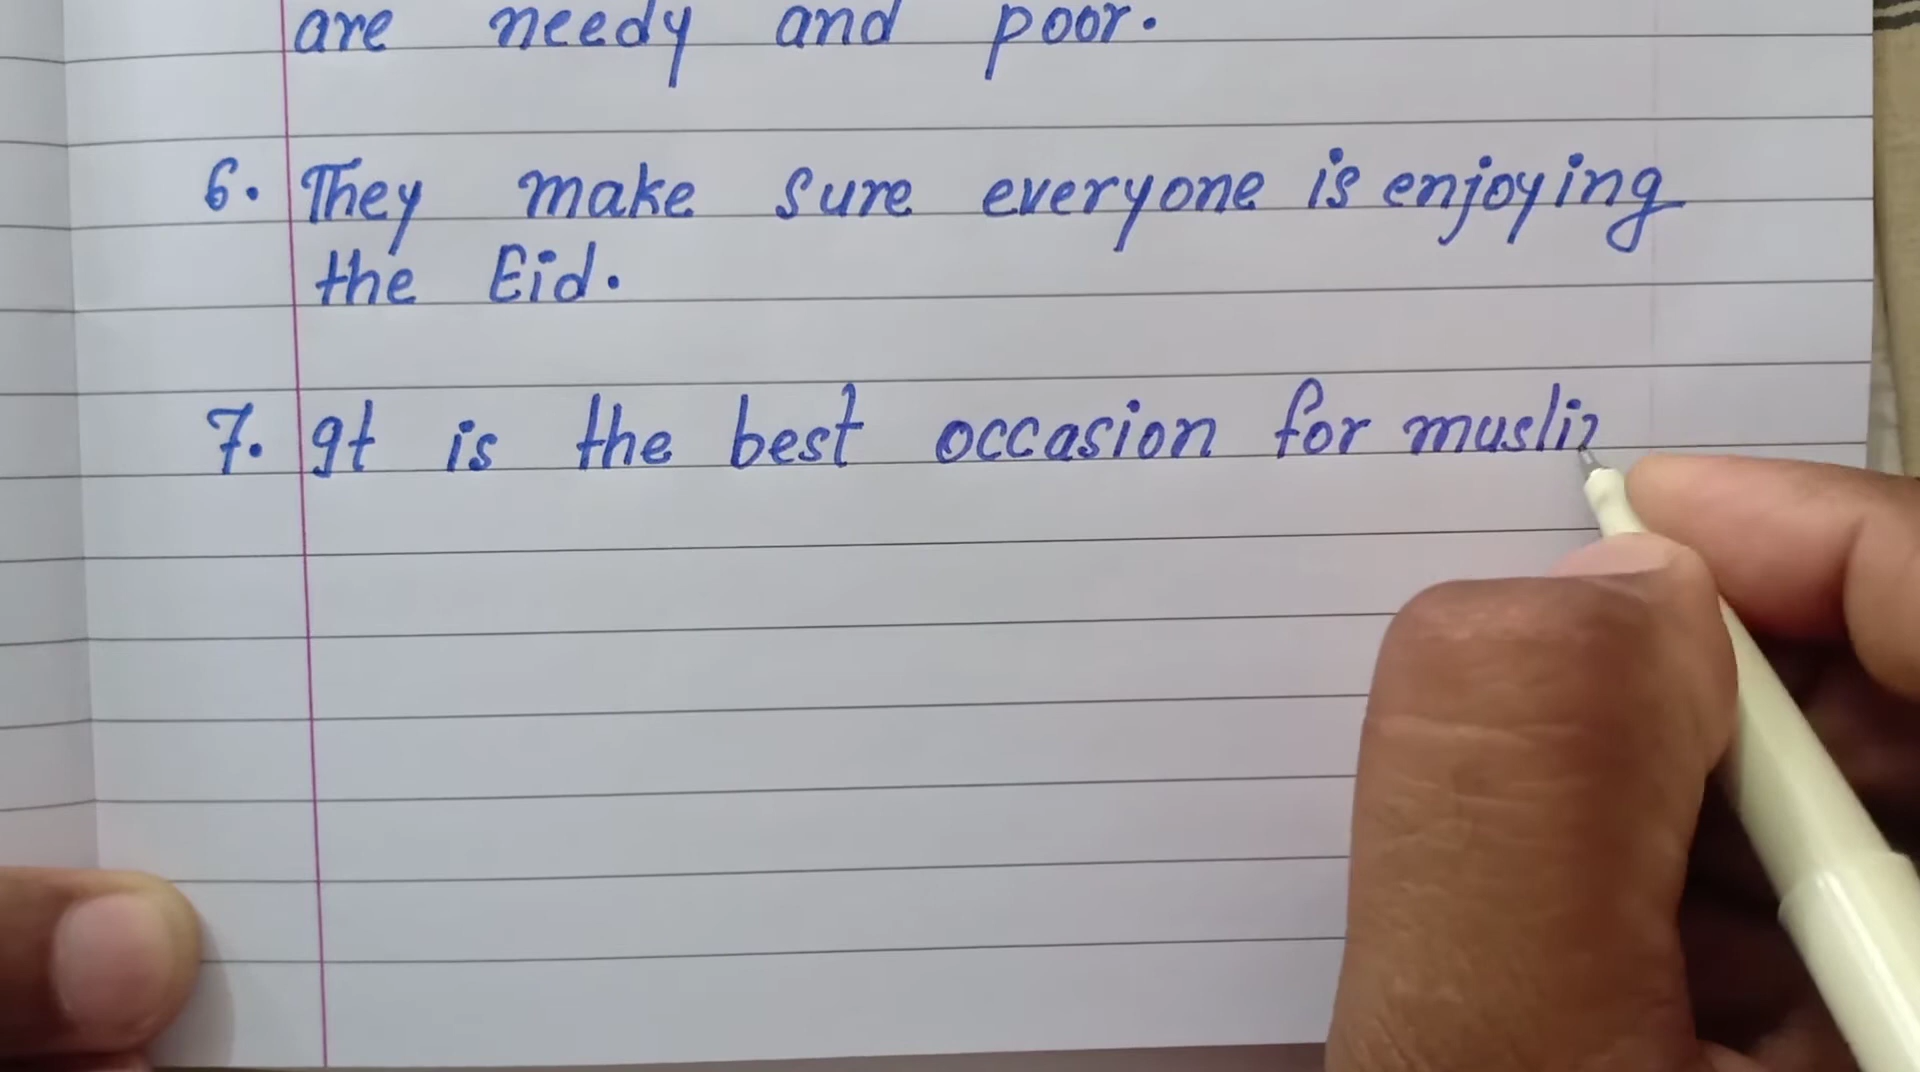 are needy and poor.
6. They make sure everyone is enjoying
the Eid.
7. It is the best occasion for